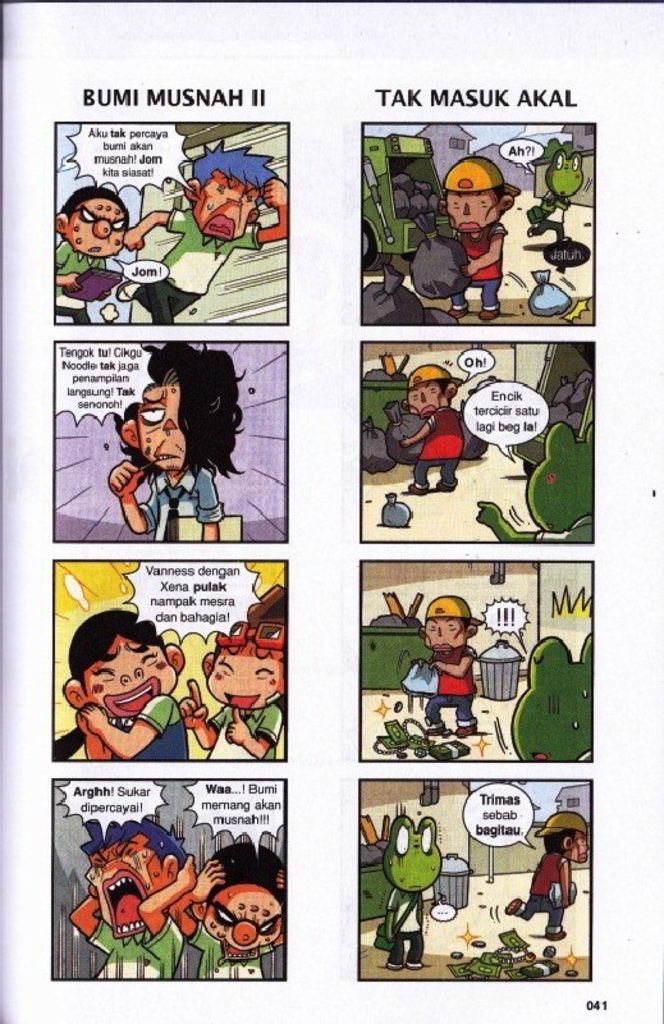 BUMI MUSNAH II
Aku tak percaya
bumi akan
musnah! Jom
kita siasat!
Jom!
Tengok tu! Cikgu
Noodle tak jaga
penampilan
langsung! Tak
senonoh!
Vanness dengan
Xena pulak
nampak mesra
dan bahagia!
Arghh! Sukar
dipercayai!
Waa...! Bumi
memang akan
musnah!!!
TAK MASUK AKAL
Ah?!
Jatuh.
Oh!
Encik
tercicir satu
lagi beg la!
!!!
Trimas
sebab
bagitau.
...
041